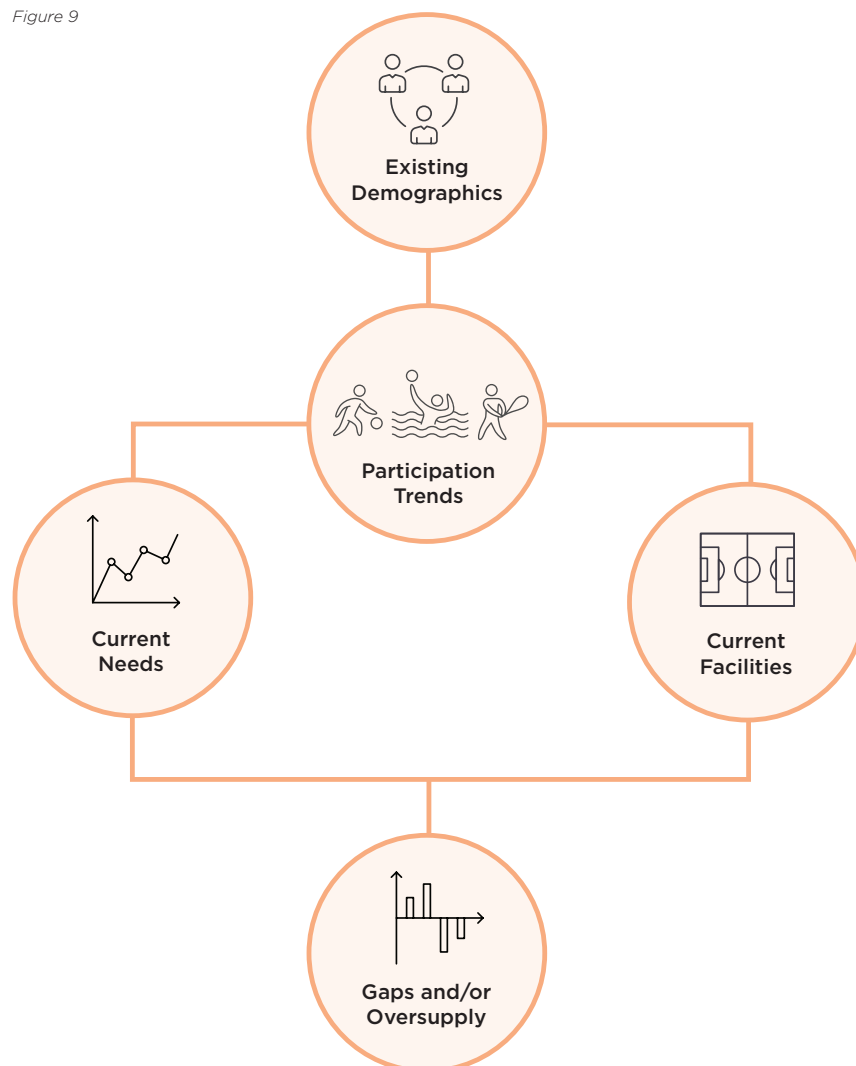 Figure 9
Existing
Demographics
Participation
Trends
Current
Needs
Current
Facilities
Gaps and/or
Oversupply